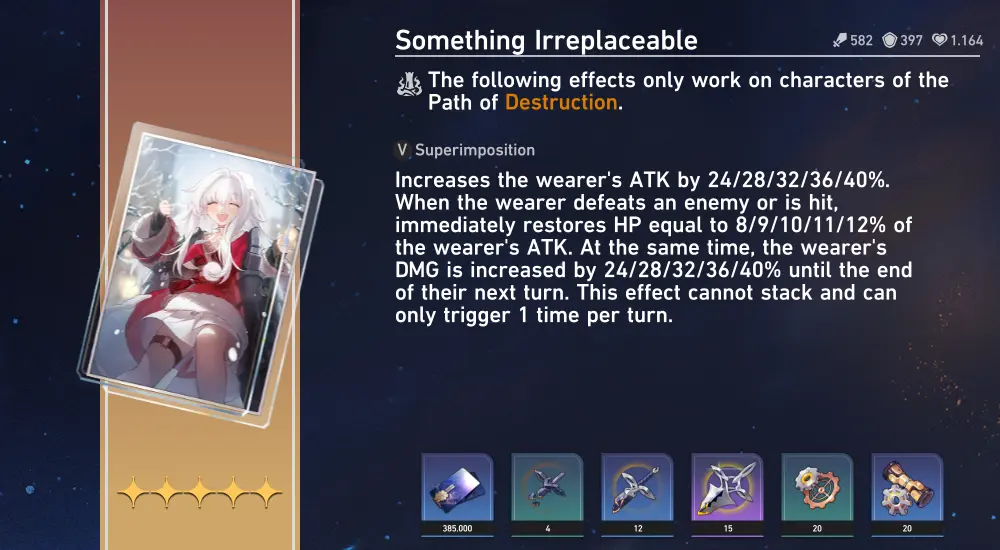 Something Irreplaceable
582 397 1.164
The following effects only work on characters of the
Path of Destruction.
V Superimposition
Increases the wearer's ATK by 24/28/32/36/40%.
When the wearer defeats an enemy or is hit,
immediately restores HP equal to 8/9/10/11/12% of
the wearer's ATK. At the same time, the wearer's
DMG is increased by 24/28/32/36/40% until the end
of their next turn. This effect cannot stack and can
only trigger 1 time per turn.
385.000 4 12 15 20 20